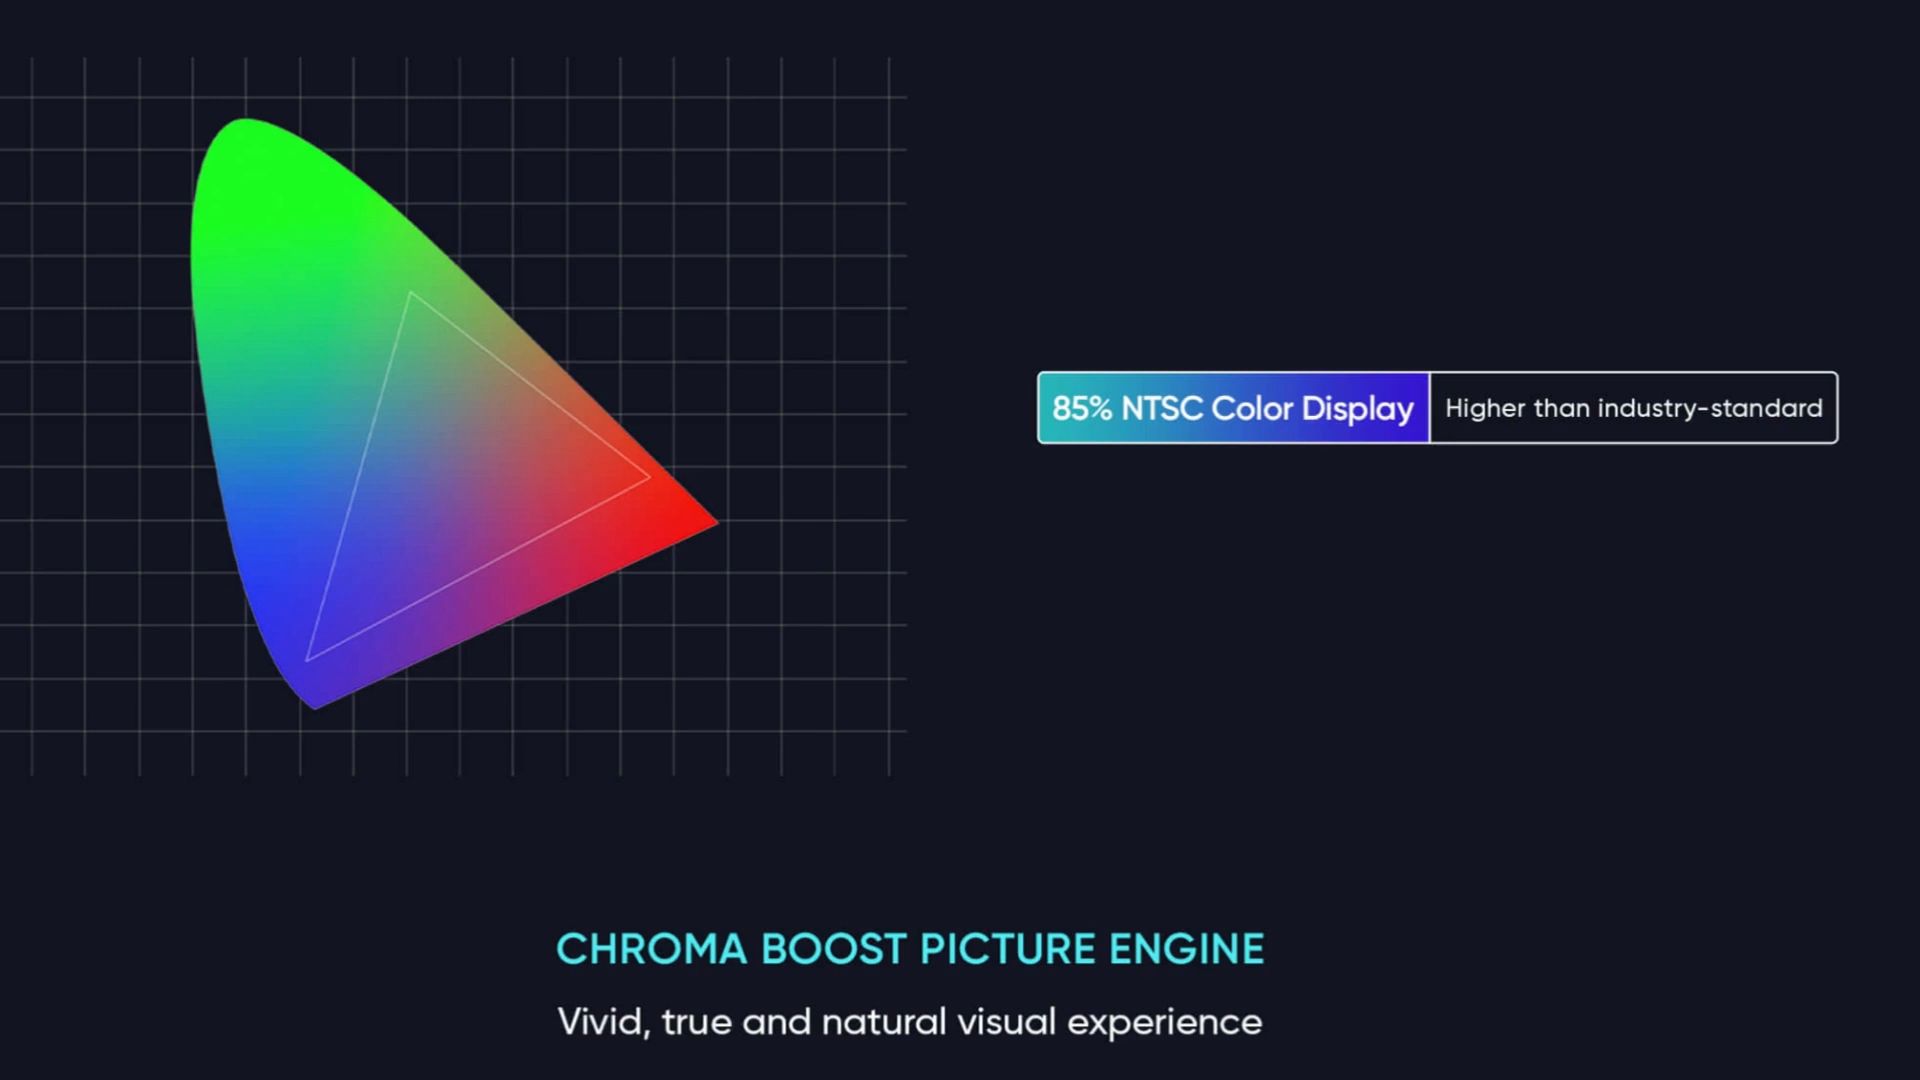 85% NTSC Color Display
Higher than industry-standard
CHROMA BOOST PICTURE ENGINE
Vivid, true and natural visual experience